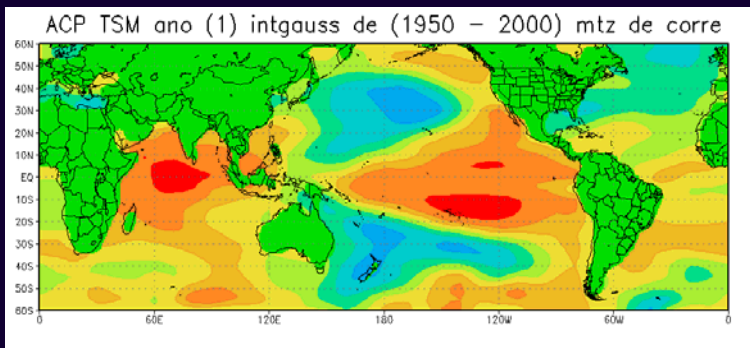 ACP TSM ano (1) intgauss de (1950 – 2000) mtz de corre
60N
50N
40N
30N
20N
10N
EQ
10S
20S
30S
40S
50S
60S
0 60E 120E 180 120W 60W 0